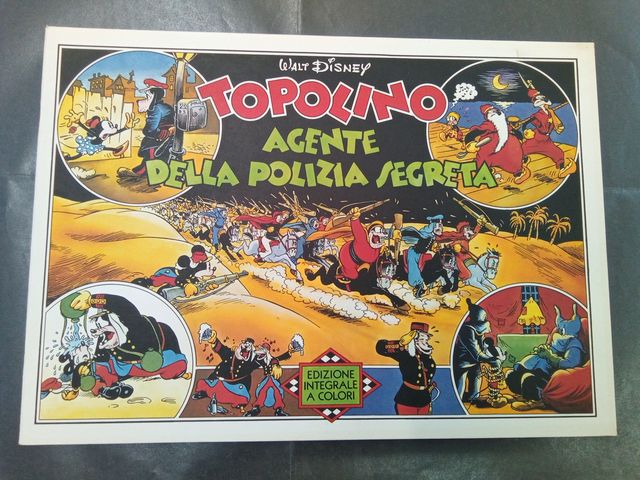 WALT DISNEY
TOPOLINO
AGENTE
DELLA POLIZIA SEGRETA
EDIZIONE
INTEGRALE
A COLORI